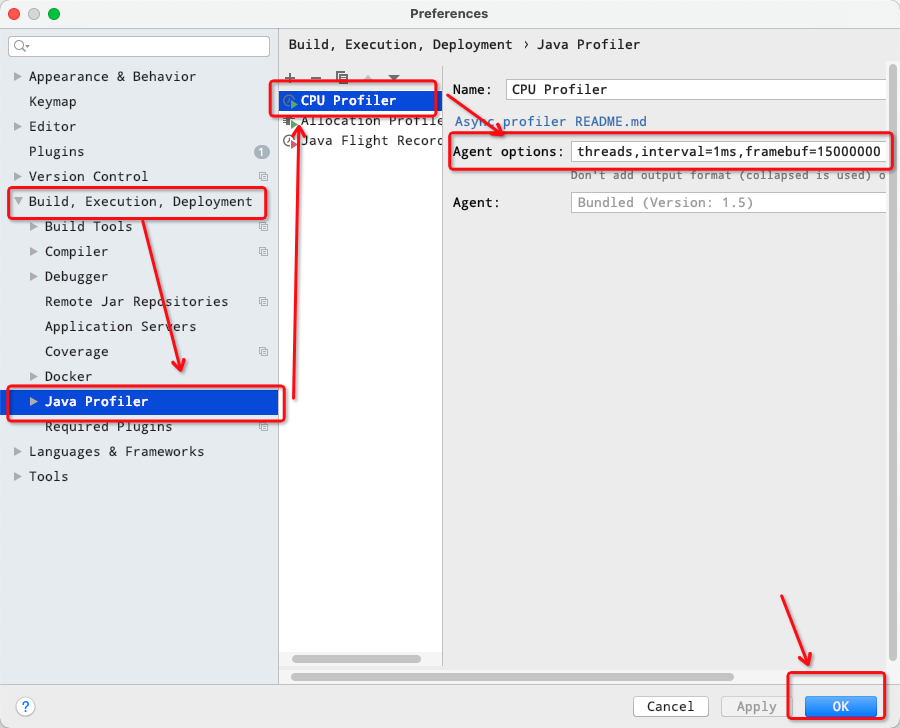 Preferences
Build, Execution, Deployment › Java Profiler
Appearance & Behavior
Keymap
Editor
Plugins
1
Version Control
Build, Execution, Deployment
Build Tools
Compiler
Debugger
Remote Jar Repositories
Application Servers
Coverage
Docker
Java Profiler
Required Plugins
Languages & Frameworks
Tools
CPU Profiler
Allocation Profile
Java Flight Recor
Name: CPU Profiler
Async profiler README.md
Agent options: threads,interval=1ms,framebuf=15000000
Don't add output format (collapsed is used) o
Agent: Bundled (Version: 1.5)
?
Cancel
Apply
OK